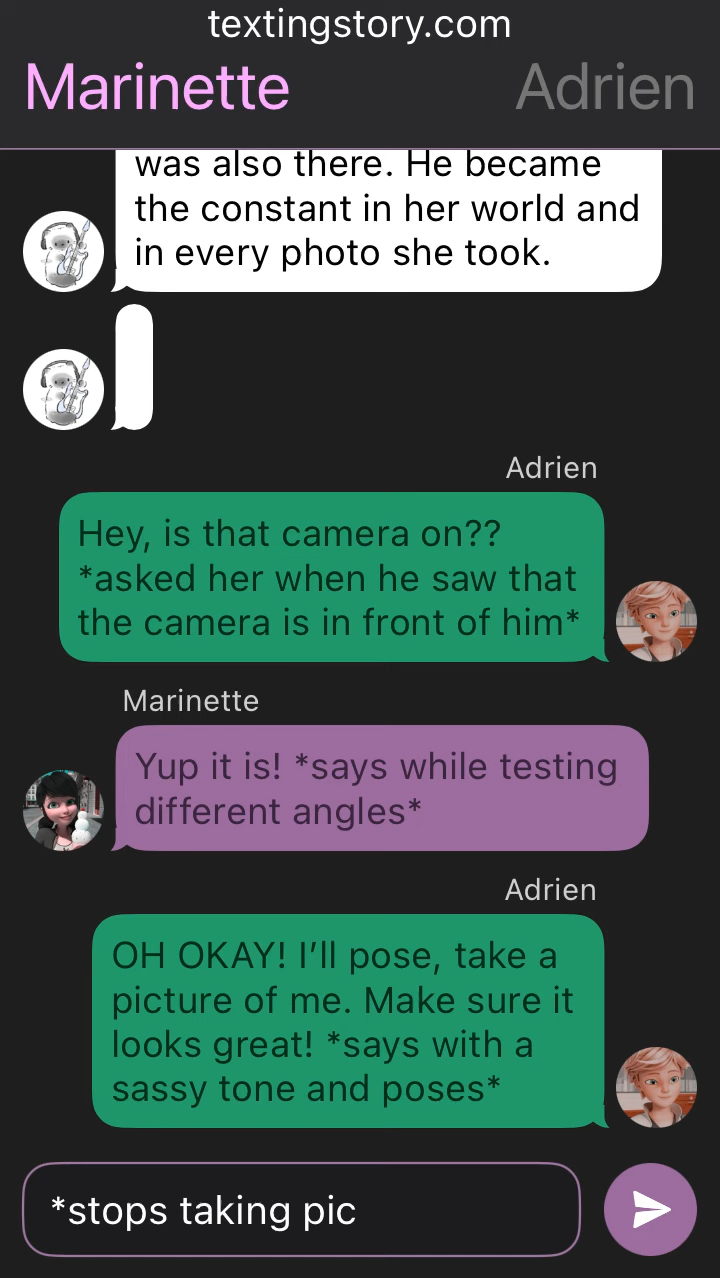 textingstory.com
Marinette
Adrien
was also there. He became
the constant in her world and
in every photo she took.
Adrien
Hey, is that camera on??
*asked her when he saw that
the camera is in front of him*
Marinette
Yup it is! *says while testing
different angles*
Adrien
OH OKAY! I’ll pose, take a
picture of me. Make sure it
looks great! *says with a
sassy tone and poses*
*stops taking pic